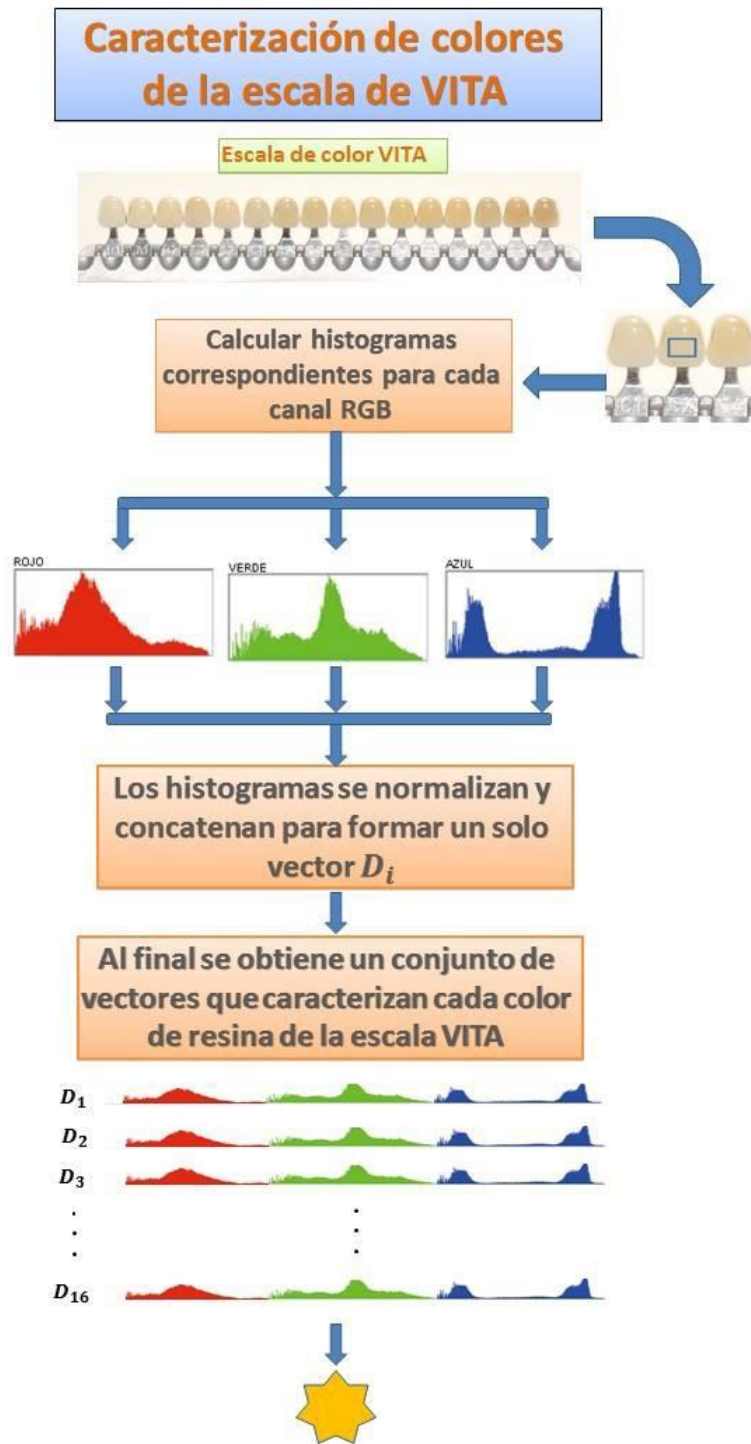 Caracterización de colores
de la escala de VITA
Escala de color VITA
Calcular histogramas
correspondientes para cada
canal RGB
ROJO
VERDE
AZUL
Los histogramas se normalizan y
concatenan para formar un solo
vector D_i
Al final se obtiene un conjunto de
vectores que caracterizan cada color
de resina de la escala VITA
D_1
D_2
D_3
D_16